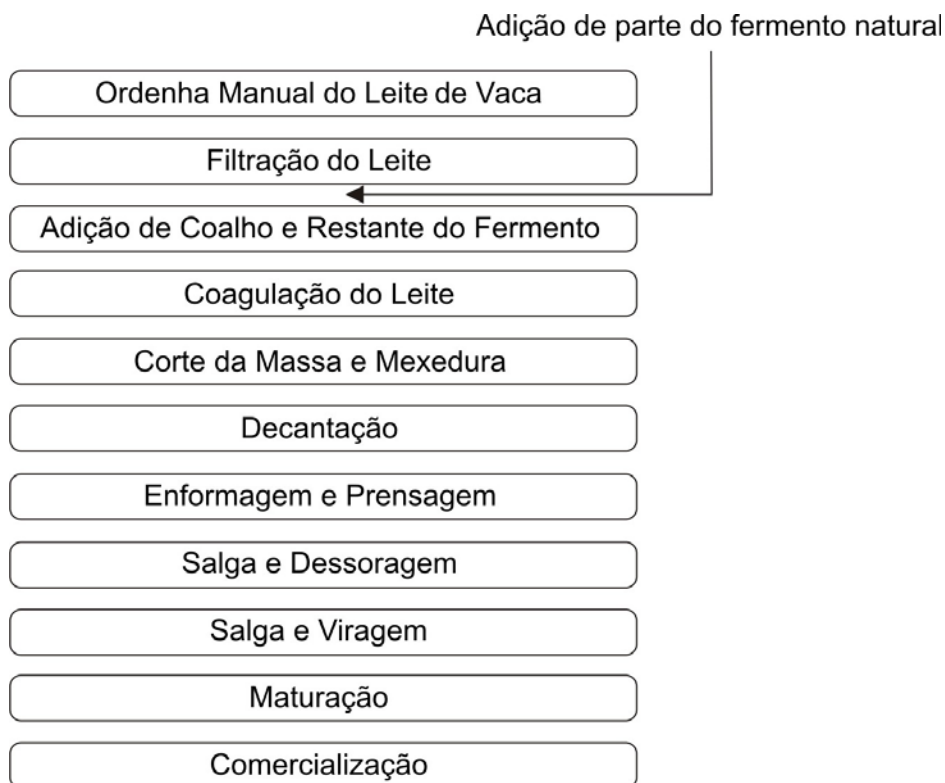 Adição de parte do fermento natural
Ordenha Manual do Leite de Vaca
Filtração do Leite
Adição de Coalho e Restante do Fermento
Coagulação do Leite
Corte da Massa e Mexedura
Decantação
Enformagem e Prensagem
Salga e Dessoragem
Salga e Viragem
Maturação
Comercialização